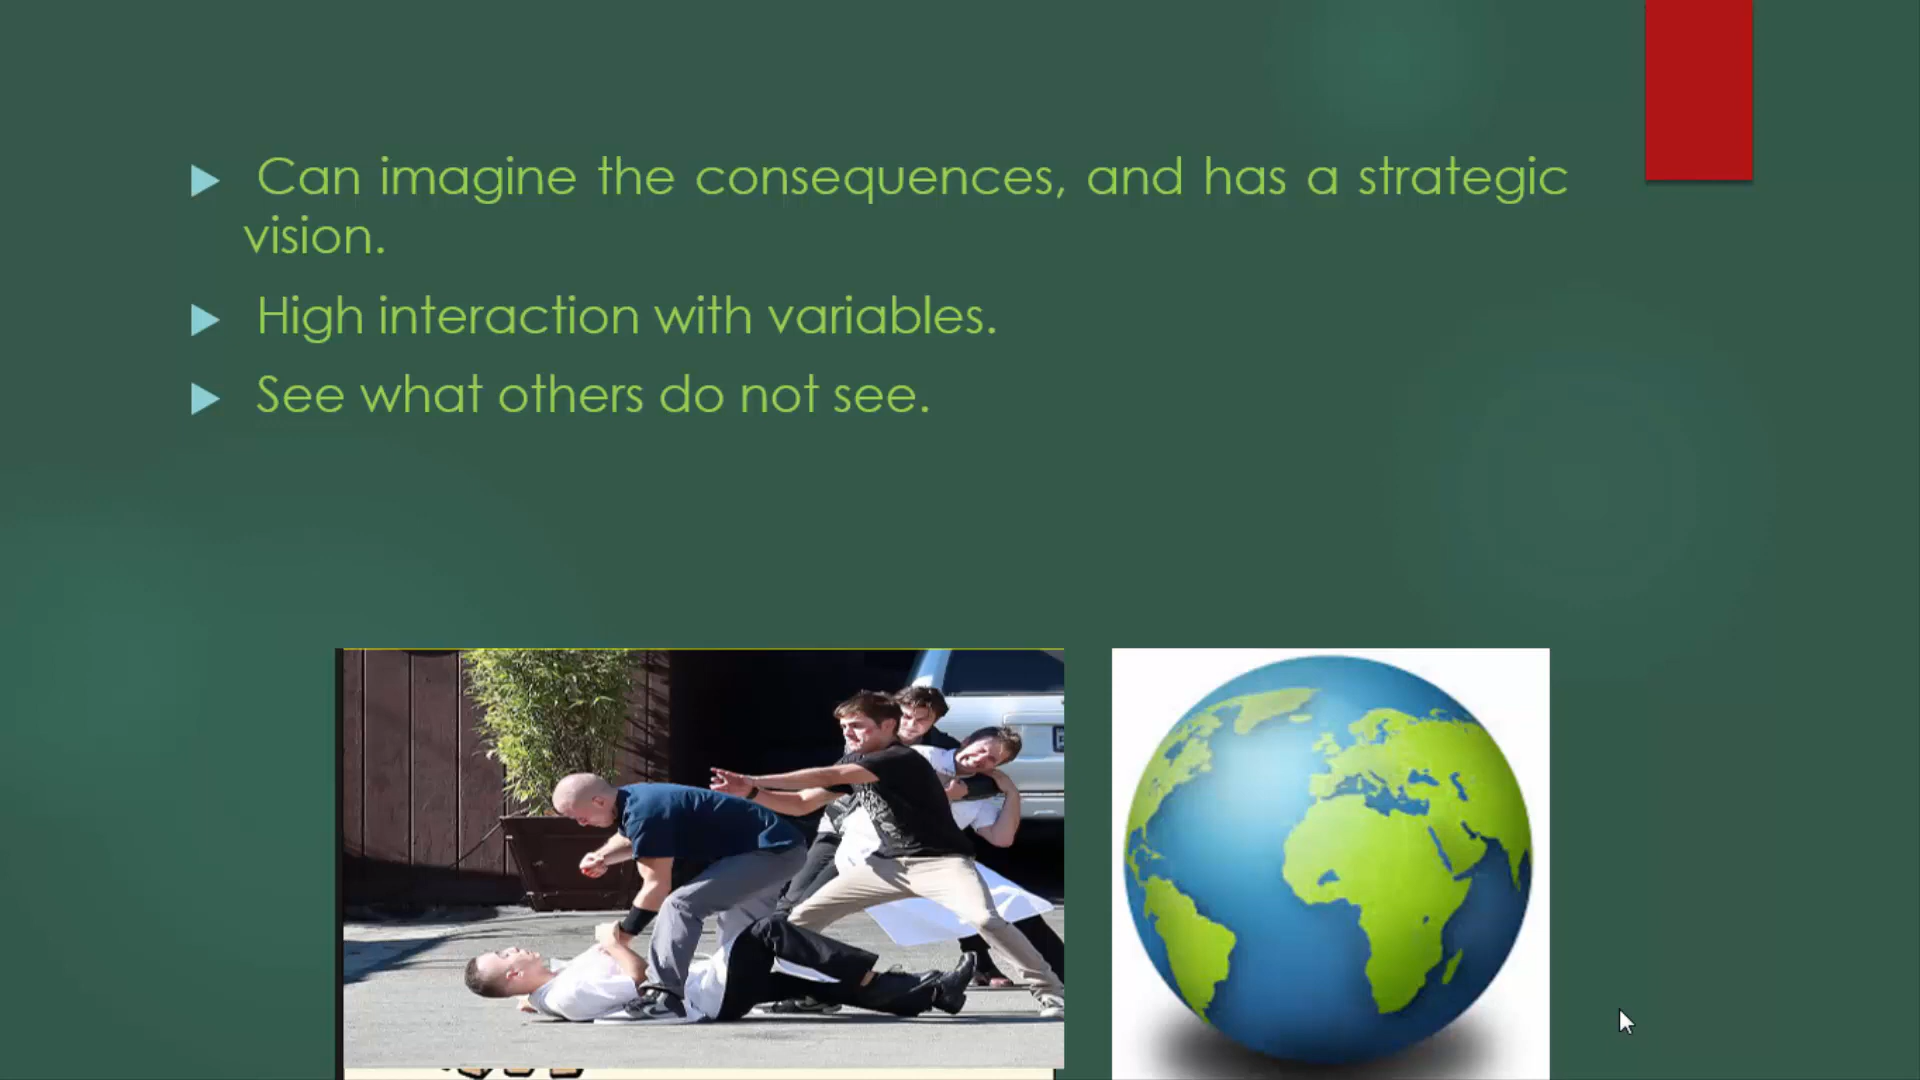 Can imagine the consequences, and has a strategic
vision.
High interaction with variables.
See what others do not see.